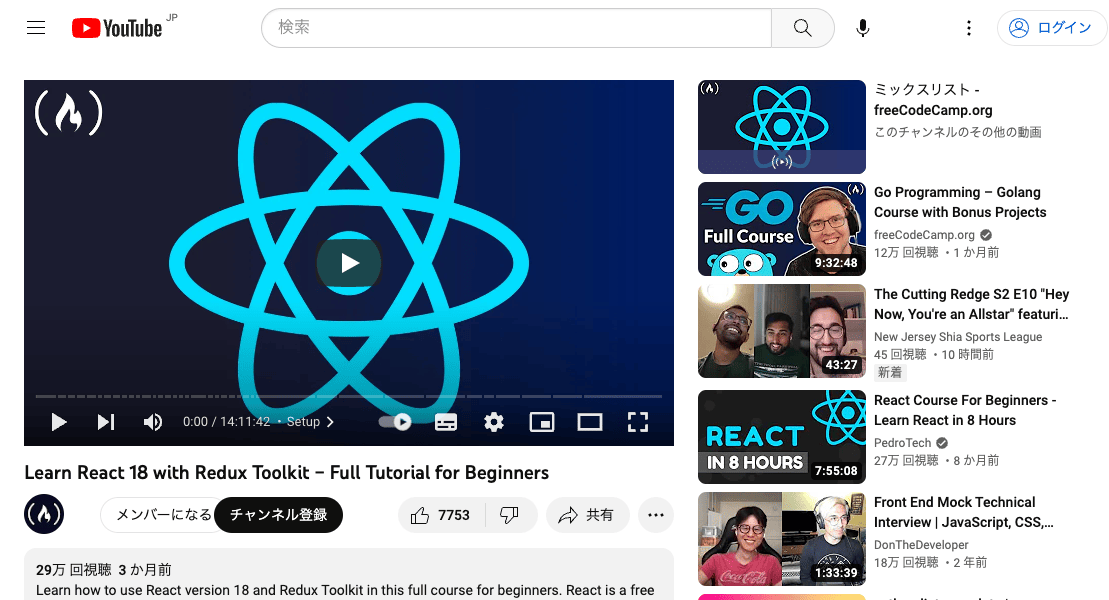 YouTube JP
検索
ログイン
0:00 / 14:11:42 • Setup
Learn React 18 with Redux Toolkit – Full Tutorial for Beginners
メンバーになる
チャンネル登録
7753
共有
29万 回視聴 3 か月前
Learn how to use React version 18 and Redux Toolkit in this full course for beginners. React is a free
ミックスリスト -
freeCodeCamp.org
このチャンネルのその他の動画
GO
Full Course
9:32:48
Go Programming – Golang
Course with Bonus Projects
freeCodeCamp.org
12万 回視聴 ・1 か月前
43:27
The Cutting Redge S2 E10 "Hey
Now, You're an Allstar" featuri...
New Jersey Shia Sports League
45 回視聴 ・10 時間前
新着
REACT
IN 8 HOURS
7:55:08
React Course For Beginners -
Learn React in 8 Hours
PedroTech
27万 回視聴 ・8 か月前
Coca-Cola
1:33:39
Front End Mock Technical
Interview | JavaScript, CSS,...
DonTheDeveloper
18万 回視聴 ・2 年前